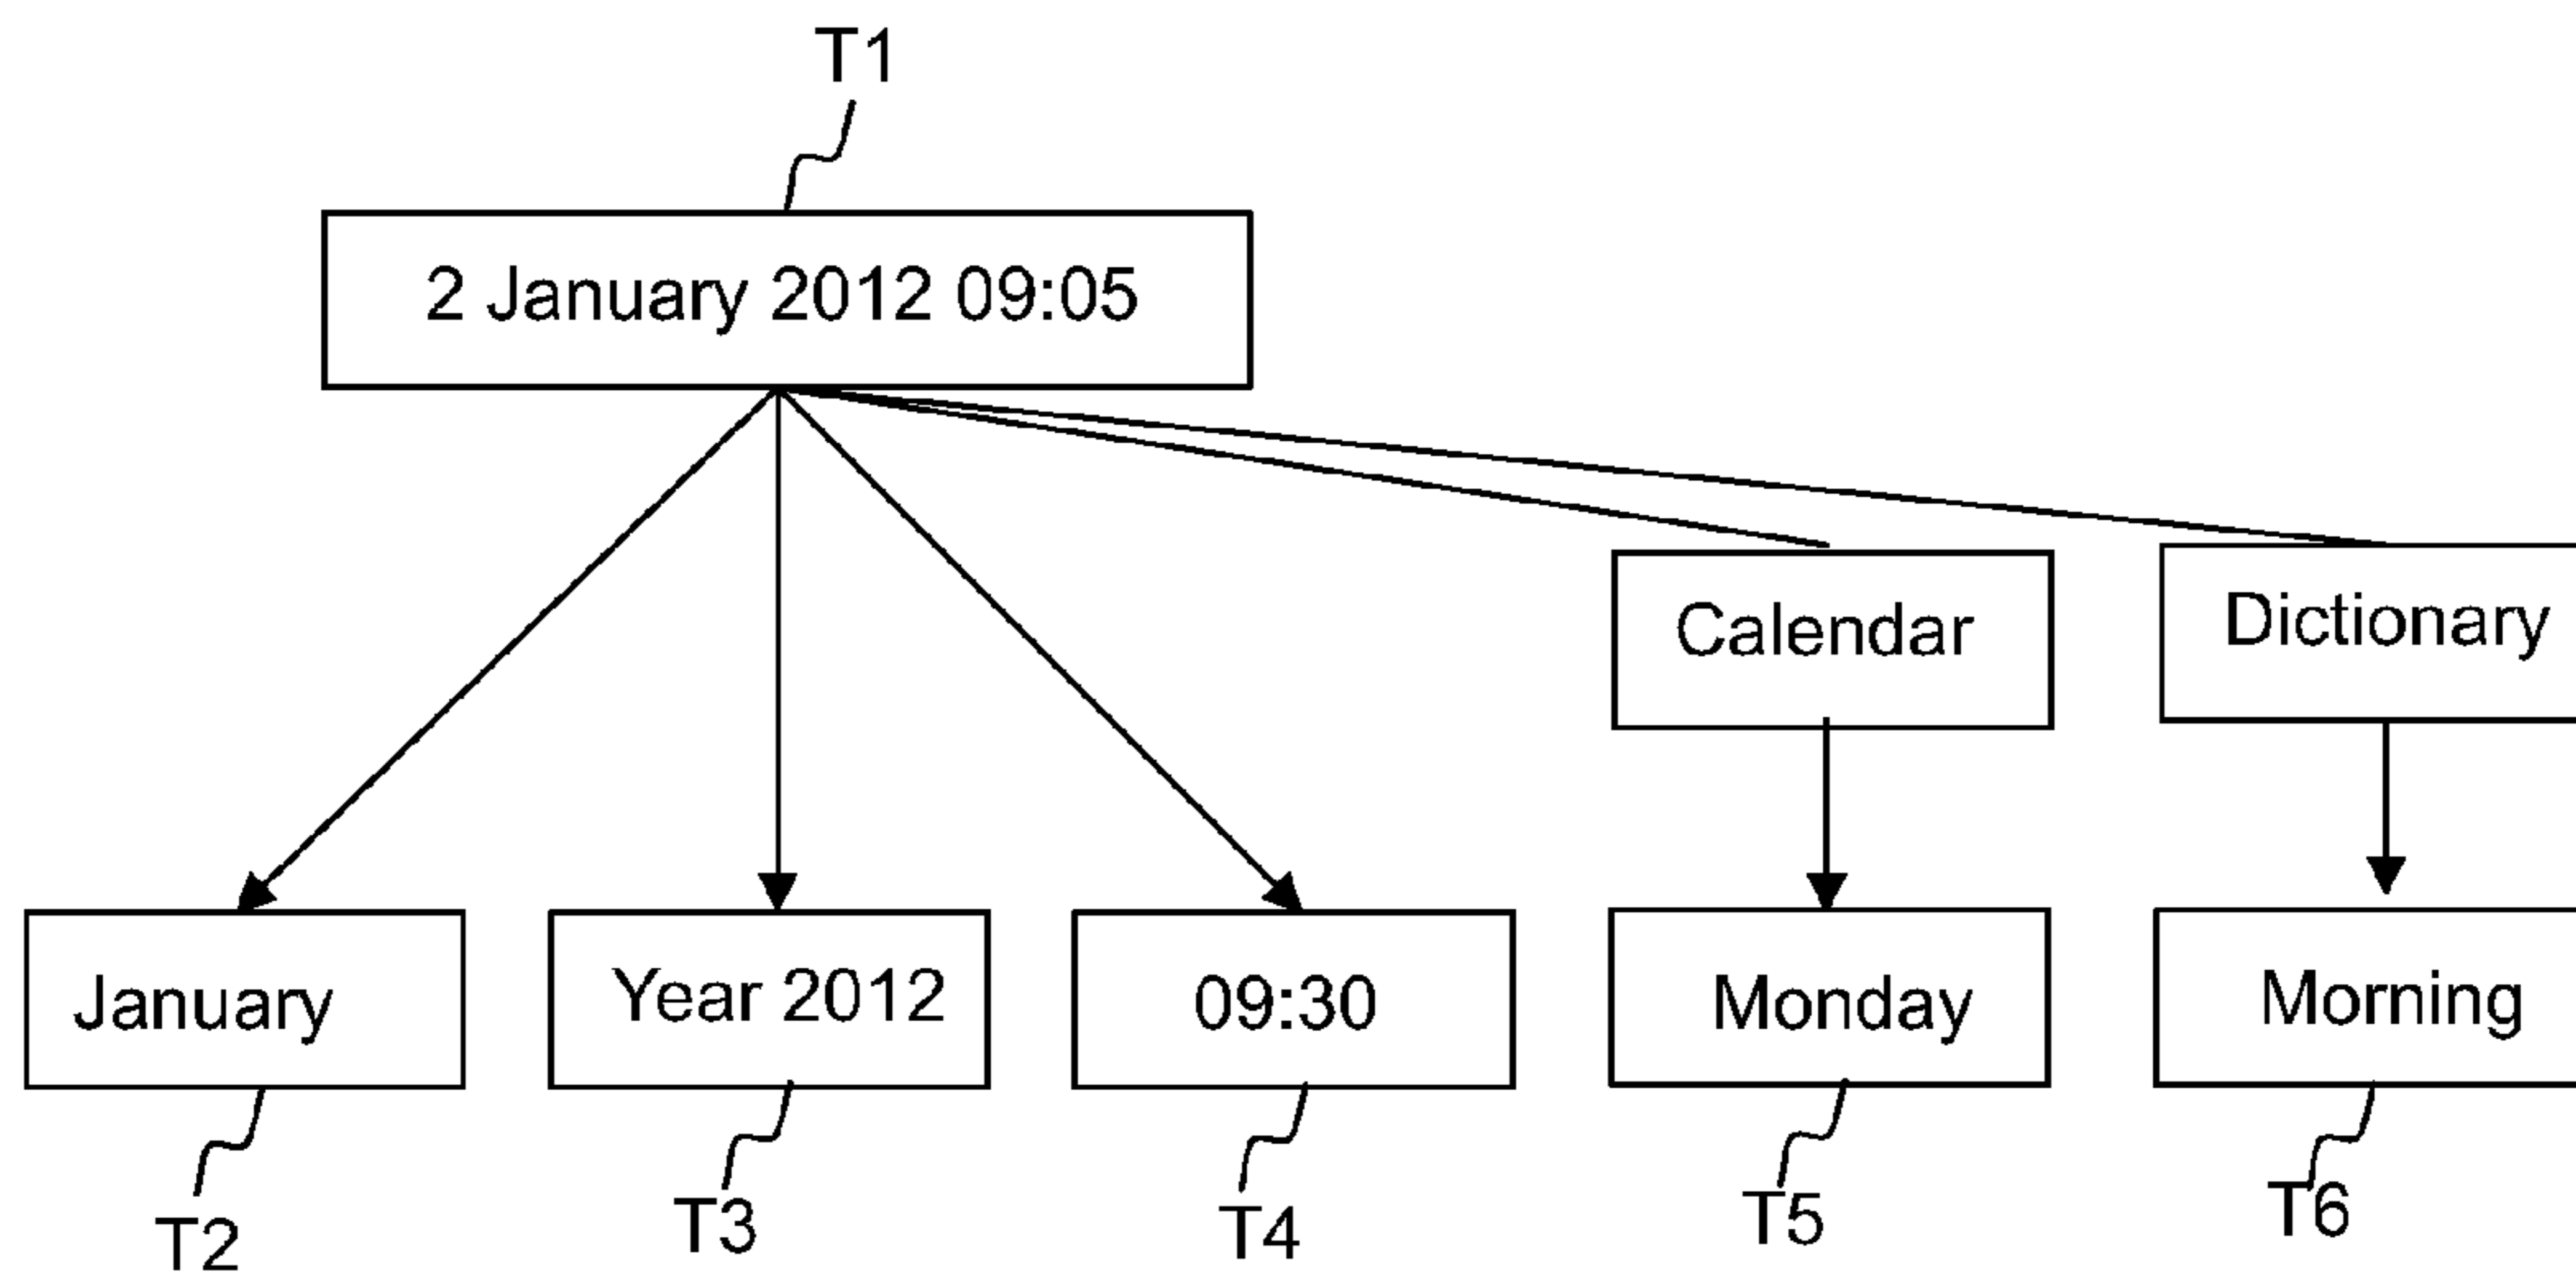 T1
2 January 2012 09:05
Calendar
Dictionary
January
Year 2012
09:30
Monday
Morning
T2
T3
T4
T5
T6